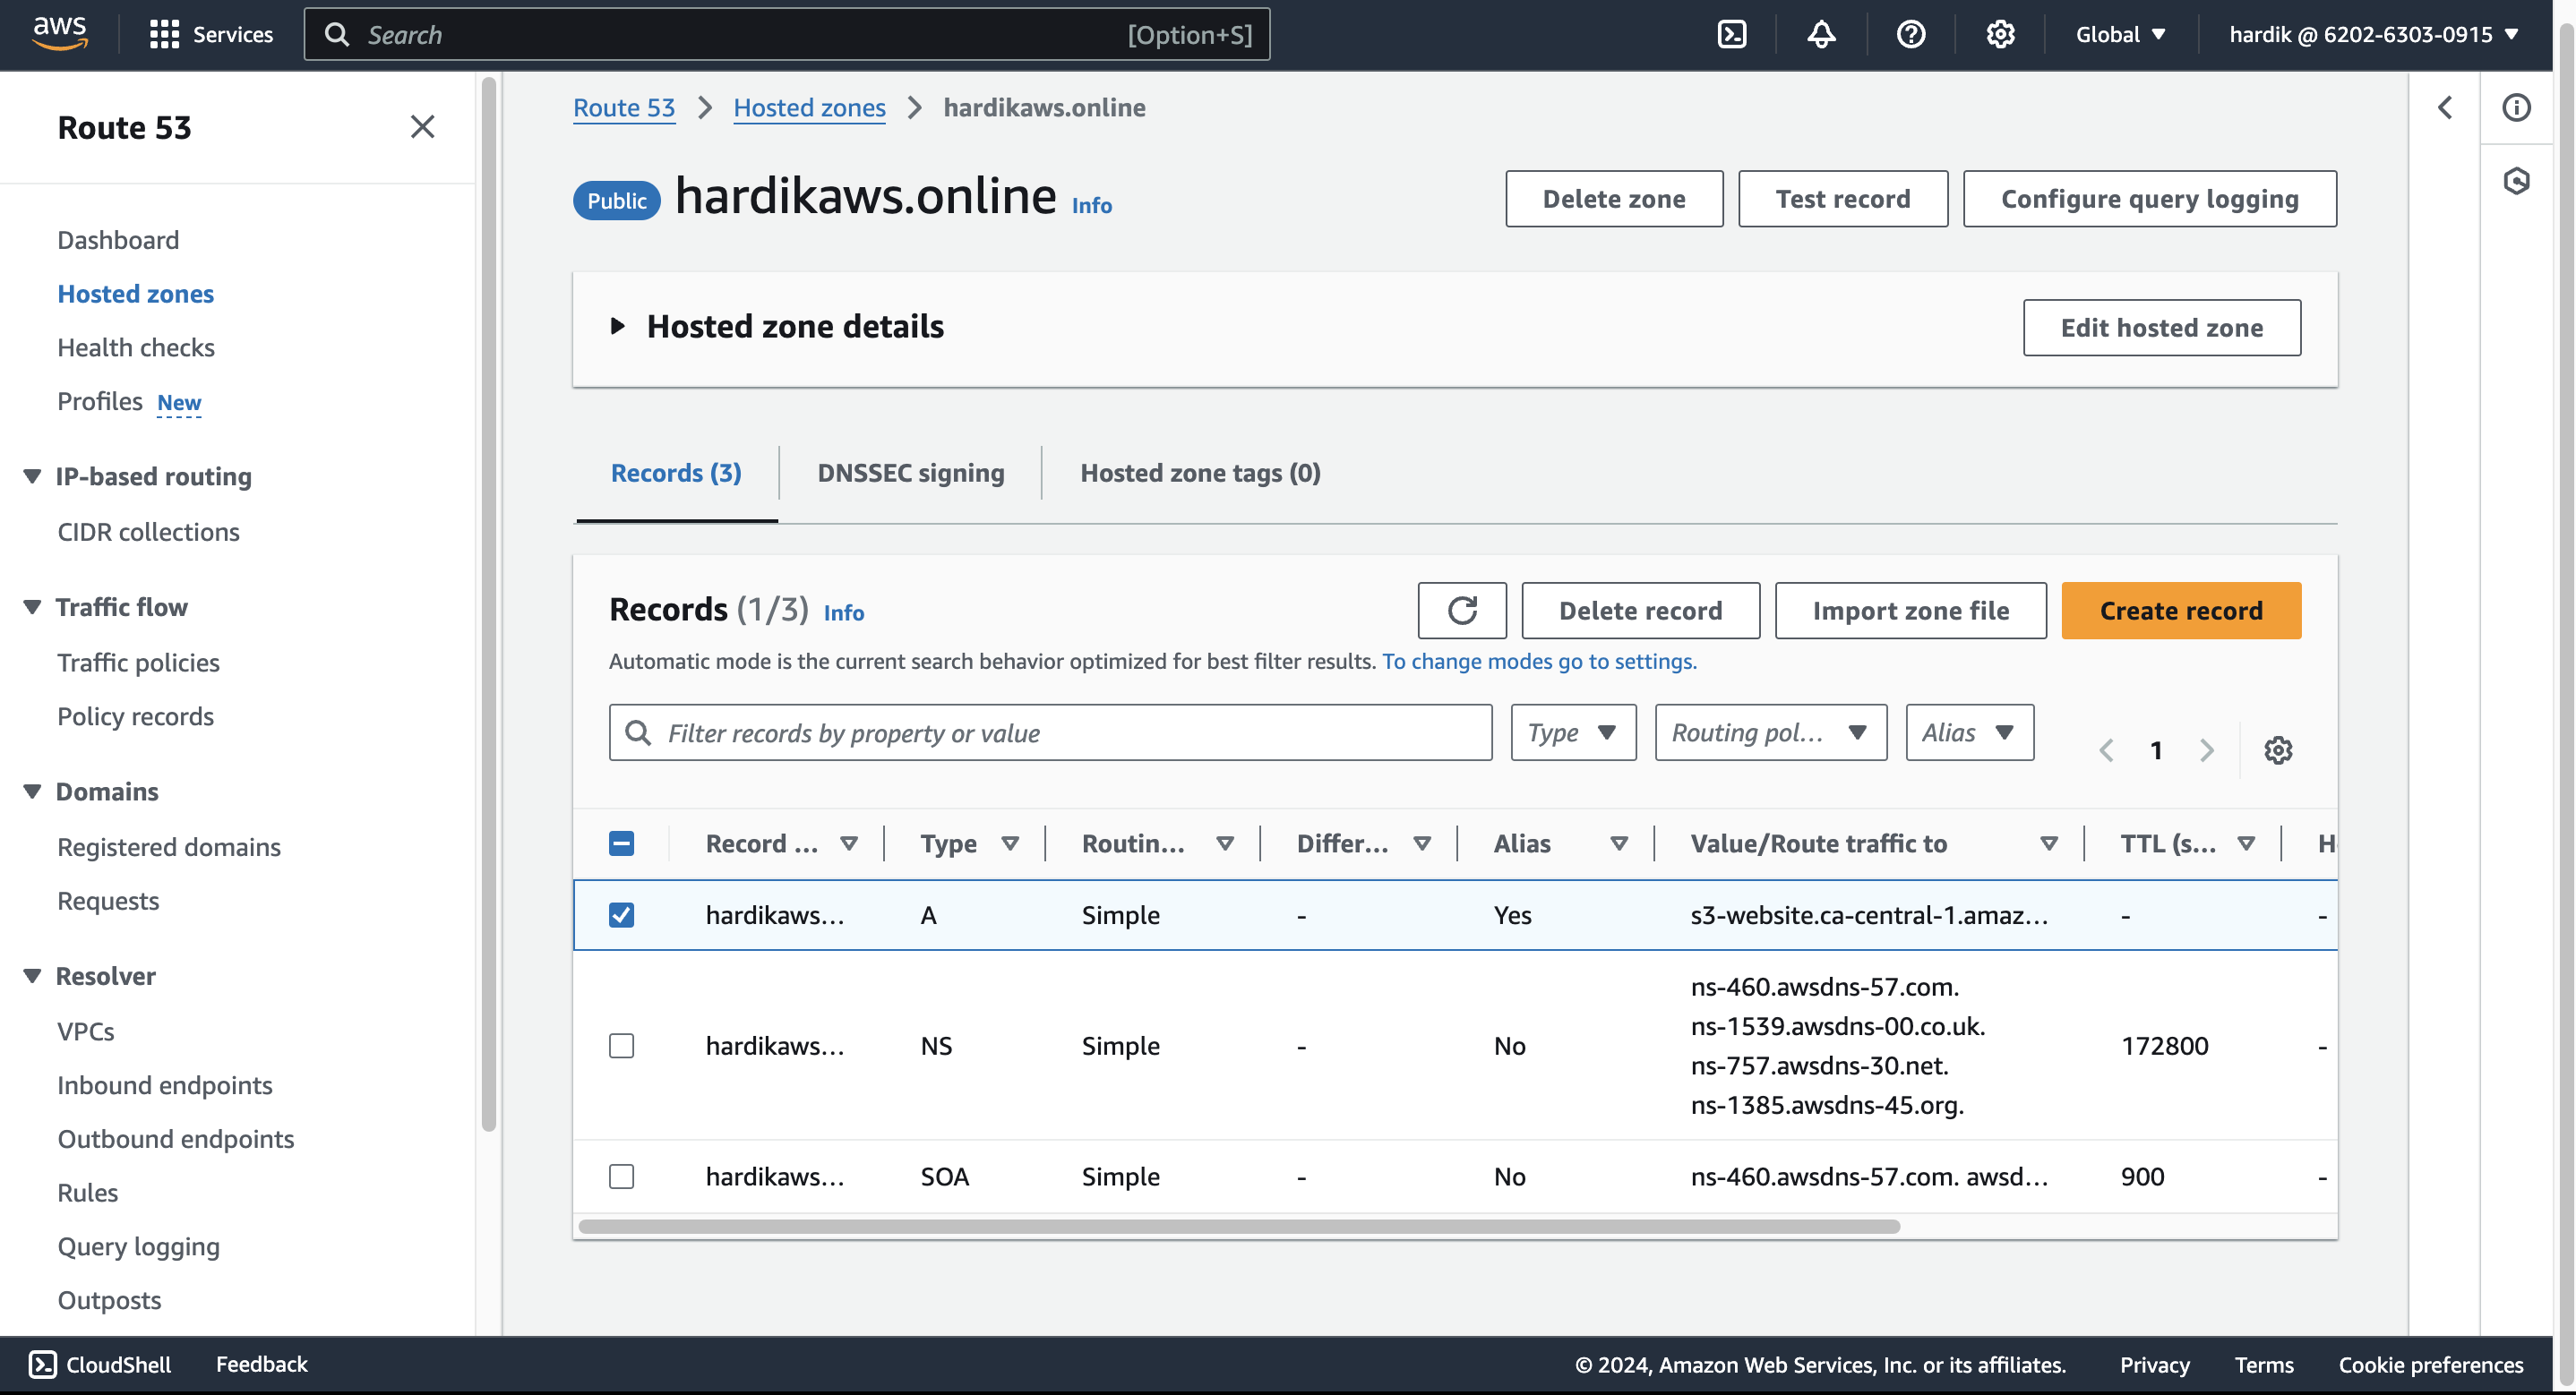 aws
Services
Search [Option+S]
Global
hardik @ 6202-6303-0915
Route 53
Dashboard
Hosted zones
Health checks
Profiles New
IP-based routing
CIDR collections
Traffic flow
Traffic policies
Policy records
Domains
Registered domains
Requests
Resolver
VPCs
Inbound endpoints
Outbound endpoints
Rules
Query logging
Outposts
Route 53 > Hosted zones > hardikaws.online
Public hardikaws.online Info
Delete zone Test record Configure query logging
Hosted zone details
Edit hosted zone
Records (3) DNSSEC signing Hosted zone tags (0)
Records (1/3) Info
Delete record Import zone file Create record
Automatic mode is the current search behavior optimized for best filter results. To change modes go to settings.
Filter records by property or value Type Routing pol... Alias 1
Record ... Type Routin... Differ... Alias Value/Route traffic to TTL (s... H
hardikaws... A Simple - Yes s3-website.ca-central-1.amaz... - -
hardikaws... NS Simple - No ns-460.awsdns-57.com.
ns-1539.awsdns-00.co.uk.
ns-757.awsdns-30.net.
ns-1385.awsdns-45.org. 172800 -
hardikaws... SOA Simple - No ns-460.awsdns-57.com. awsd... 900 -
CloudShell Feedback © 2024, Amazon Web Services, Inc. or its affiliates. Privacy Terms Cookie preferences